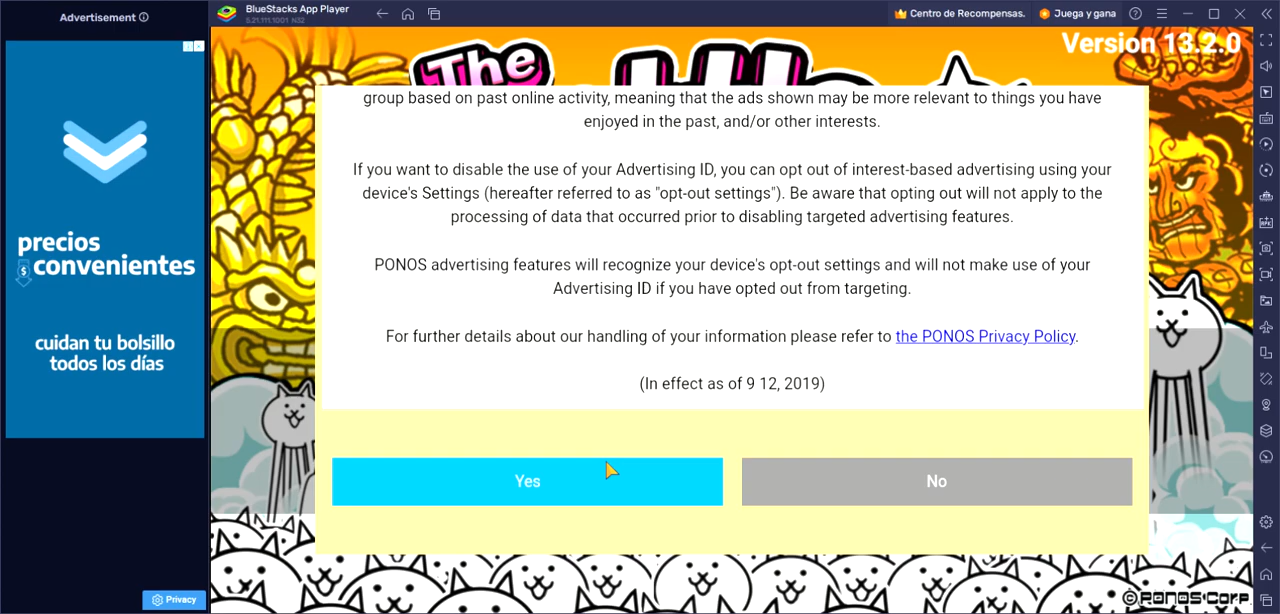 Advertisement
BlueStacks App Player
5.21.111.1001 N32
Centro de Recompensas.
Juega y gana
precios
convenientes
cuidan tu bolsillo
todos los días
Privacy
The
Version 13.2.0
group based on past online activity, meaning that the ads shown may be more relevant to things you have
enjoyed in the past, and/or other interests.
If you want to disable the use of your Advertising ID, you can opt out of interest-based advertising using your
device's Settings (hereafter referred to as "opt-out settings"). Be aware that opting out will not apply to the
processing of data that occurred prior to disabling targeted advertising features.
PONOS advertising features will recognize your device's opt-out settings and will not make use of your
Advertising ID if you have opted out from targeting.
For further details about our handling of your information please refer to the PONOS Privacy Policy.
(In effect as of 9 12, 2019)
Yes
No
© PONOS Corp.